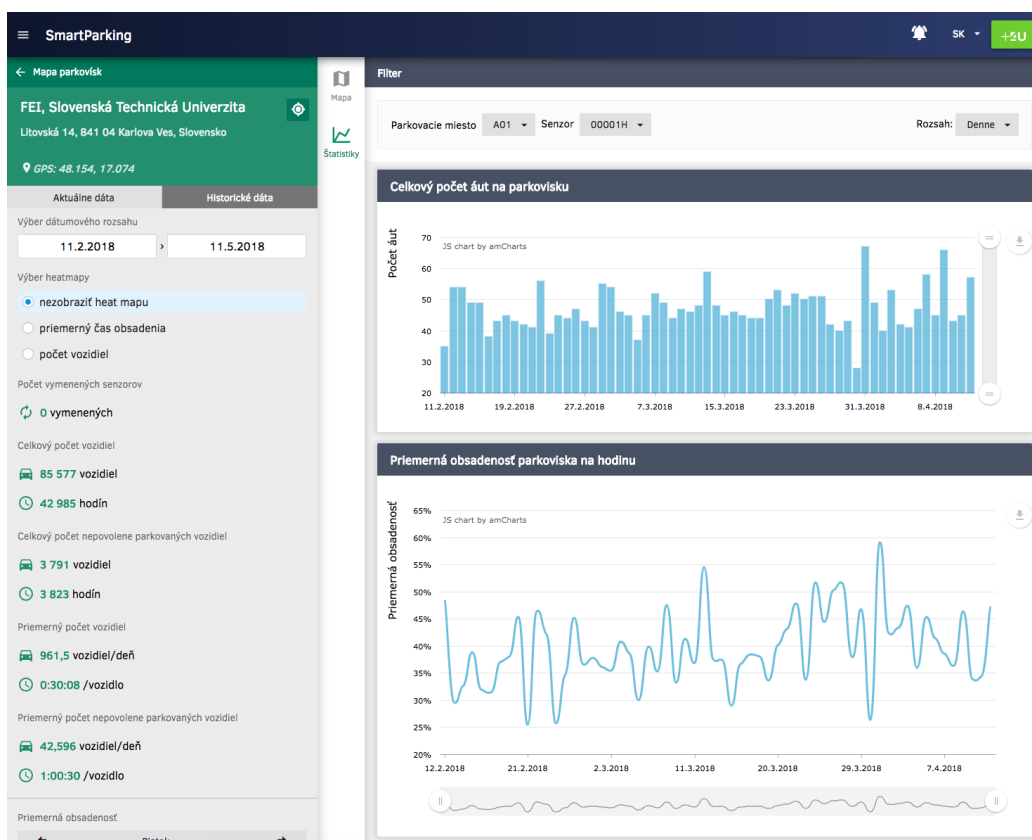 SmartParking
SK
Mapa parkovísk
FEI, Slovenská Technická Univerzita
Litovská 14, 841 04 Karlova Ves, Slovensko
GPS: 48.154, 17.074
Aktuálne dáta Historické dáta
Výber dátumového rozsahu
11.2.2018 › 11.5.2018
Výber heatmapy
nezobraziť heat mapu
priemerný čas obsadenia
počet vozidiel
Počet vymenených senzorov
0 vymenených
Celkový počet vozidiel
85 577 vozidiel
42 985 hodín
Celkový počet nepovolene parkovaných vozidiel
3 791 vozidiel
3 823 hodín
Priemerný počet vozidiel
961,5 vozidiel/deň
0:30:08 /vozidlo
Priemerný počet nepovolene parkovaných vozidiel
42,596 vozidiel/deň
1:00:30 /vozidlo
Priemerná obsadenosť
Mapa
Štatistiky
Filter
Parkovacie miesto A01 Senzor 00001H Rozsah: Denne
Celkový počet áut na parkovisku
Počet áut
JS chart by amCharts
70
60
50
40
30
20
11.2.2018 19.2.2018 27.2.2018 7.3.2018 15.3.2018 23.3.2018 31.3.2018 8.4.2018
Priemerná obsadenosť parkoviska na hodinu
Priemerná obsadenosť
JS chart by amCharts
65%
60%
55%
50%
45%
40%
35%
30%
25%
20%
12.2.2018 21.2.2018 2.3.2018 11.3.2018 20.3.2018 29.3.2018 7.4.2018